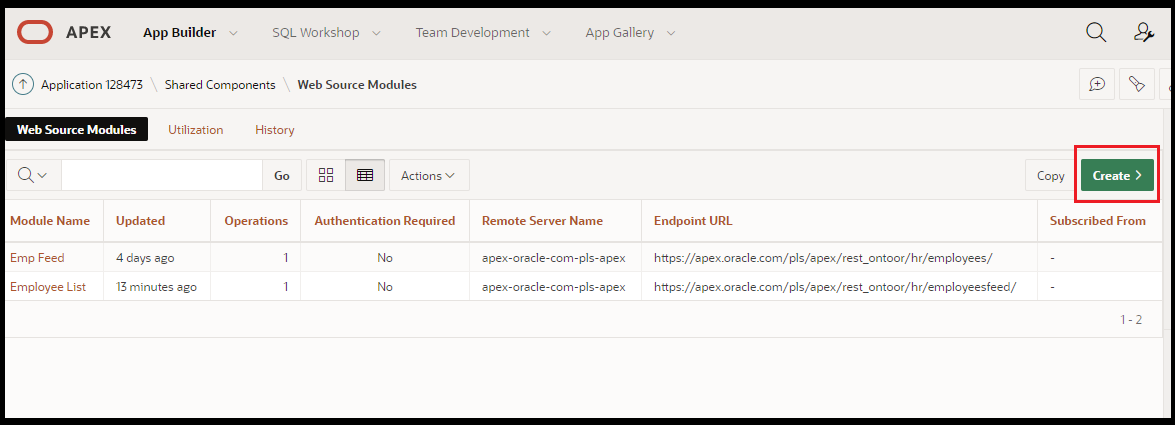 APEX App Builder SQL Workshop Team Development App Gallery
Application 128473 \ Shared Components \ Web Source Modules
Web Source Modules Utilization History
Go Actions Copy Create
Module Name Updated Operations Authentication Required Remote Server Name Endpoint URL Subscribed From
Emp Feed 4 days ago 1 No apex-oracle-com-pls-apex https://apex.oracle.com/pls/apex/rest_ontoor/hr/employees/ -
Employee List 13 minutes ago 1 No apex-oracle-com-pls-apex https://apex.oracle.com/pls/apex/rest_ontoor/hr/employeesfeed/ -
1 - 2